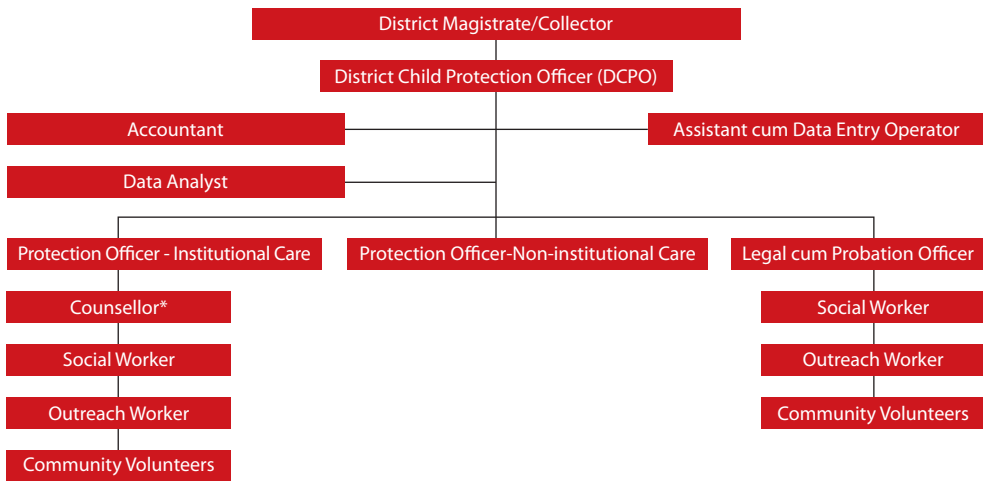 District Magistrate/Collector
District Child Protection Officer (DCPO)
Accountant
Assistant cum Data Entry Operator
Data Analyst
Protection Officer - Institutional Care
Protection Officer-Non-institutional Care
Legal cum Probation Officer
Counsellor*
Social Worker
Social Worker
Outreach Worker
Outreach Worker
Community Volunteers
Community Volunteers